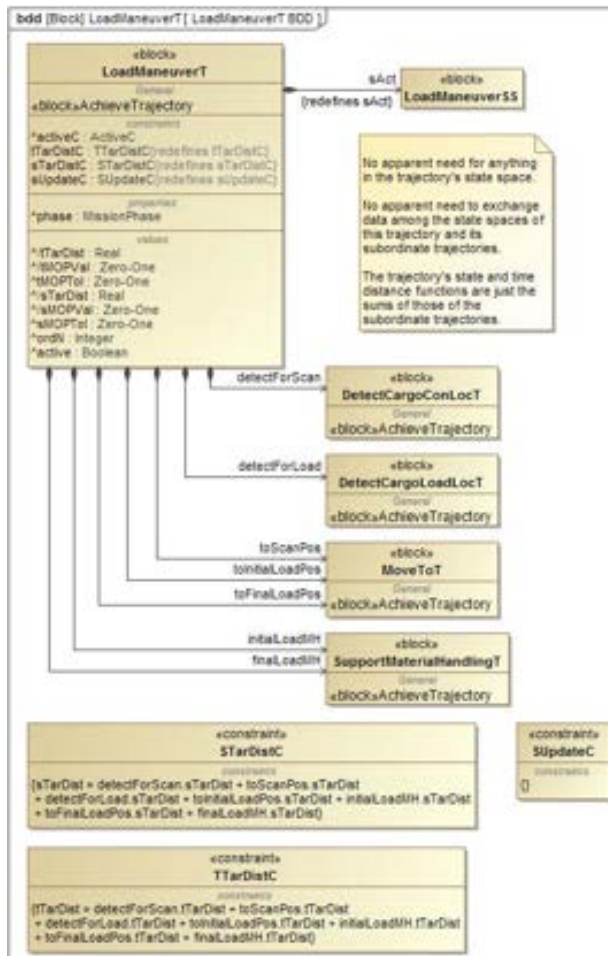 bdd [Block] LoadManeuverT [ LoadManeuverT BDD ]
«block»
LoadManeuverT
General
«block»AchieveTrajectory
constraints
^activeC : ActiveC
tTarDistC : TTarDistC{redefines tTarDistC}
sTarDistC : STarDistC{redefines sTarDistC}
sUpdateC : SUpdateC{redefines sUpdateC}
properties
^phase : MissionPhase
values
^/tTarDist : Real
^/tMOPVal : Zero-One
^tMOPTol : Zero-One
^/sTarDist : Real
^/sMOPVal : Zero-One
^sMOPTol : Zero-One
^ordN : Integer
^active : Boolean
sAct
{redefines sAct}
«block»
LoadManeuverSS
No apparent need for anything
in the trajectory's state space.
No apparent need to exchange
data among the state spaces of
this trajectory and its
subordinate trajectories.
The trajectory's state and time
distance functions are just the
sums of those of the
subordinate trajectories.
detectForScan
«block»
DetectCargoConLocT
General
«block»AchieveTrajectory
detectForLoad
«block»
DetectCargoLoadLocT
General
«block»AchieveTrajectory
toScanPos
toInitialLoadPos
toFinalLoadPos
«block»
MoveToT
General
«block»AchieveTrajectory
initialLoadMH
finalLoadMH
«block»
SupportMaterialHandlingT
General
«block»AchieveTrajectory
«constraint»
STarDistC
constraints
{sTarDist = detectForScan.sTarDist + toScanPos.sTarDist
+ detectForLoad.sTarDist + toInitialLoadPos.sTarDist + initialLoadMH.sTarDist
+ toFinalLoadPos.sTarDist + finalLoadMH.sTarDist}
«constraint»
SUpdateC
constraints
{}
«constraint»
TTarDistC
constraints
{tTarDist = detectForScan.tTarDist + toScanPos.tTarDist
+ detectForLoad.tTarDist + toInitialLoadPos.tTarDist + initialLoadMH.tTarDist
+ toFinalLoadPos.tTarDist + finalLoadMH.tTarDist}